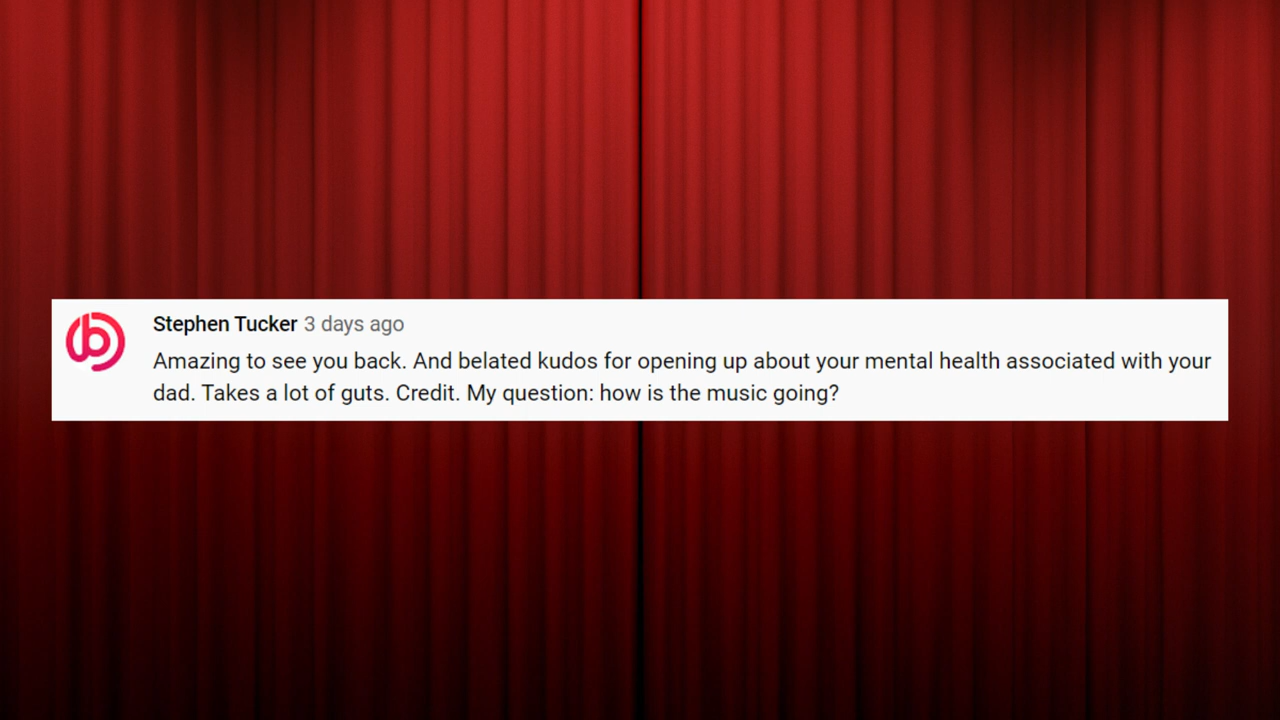 Stephen Tucker 3 days ago
Amazing to see you back. And belated kudos for opening up about your mental health associated with your
dad. Takes a lot of guts. Credit. My question: how is the music going?